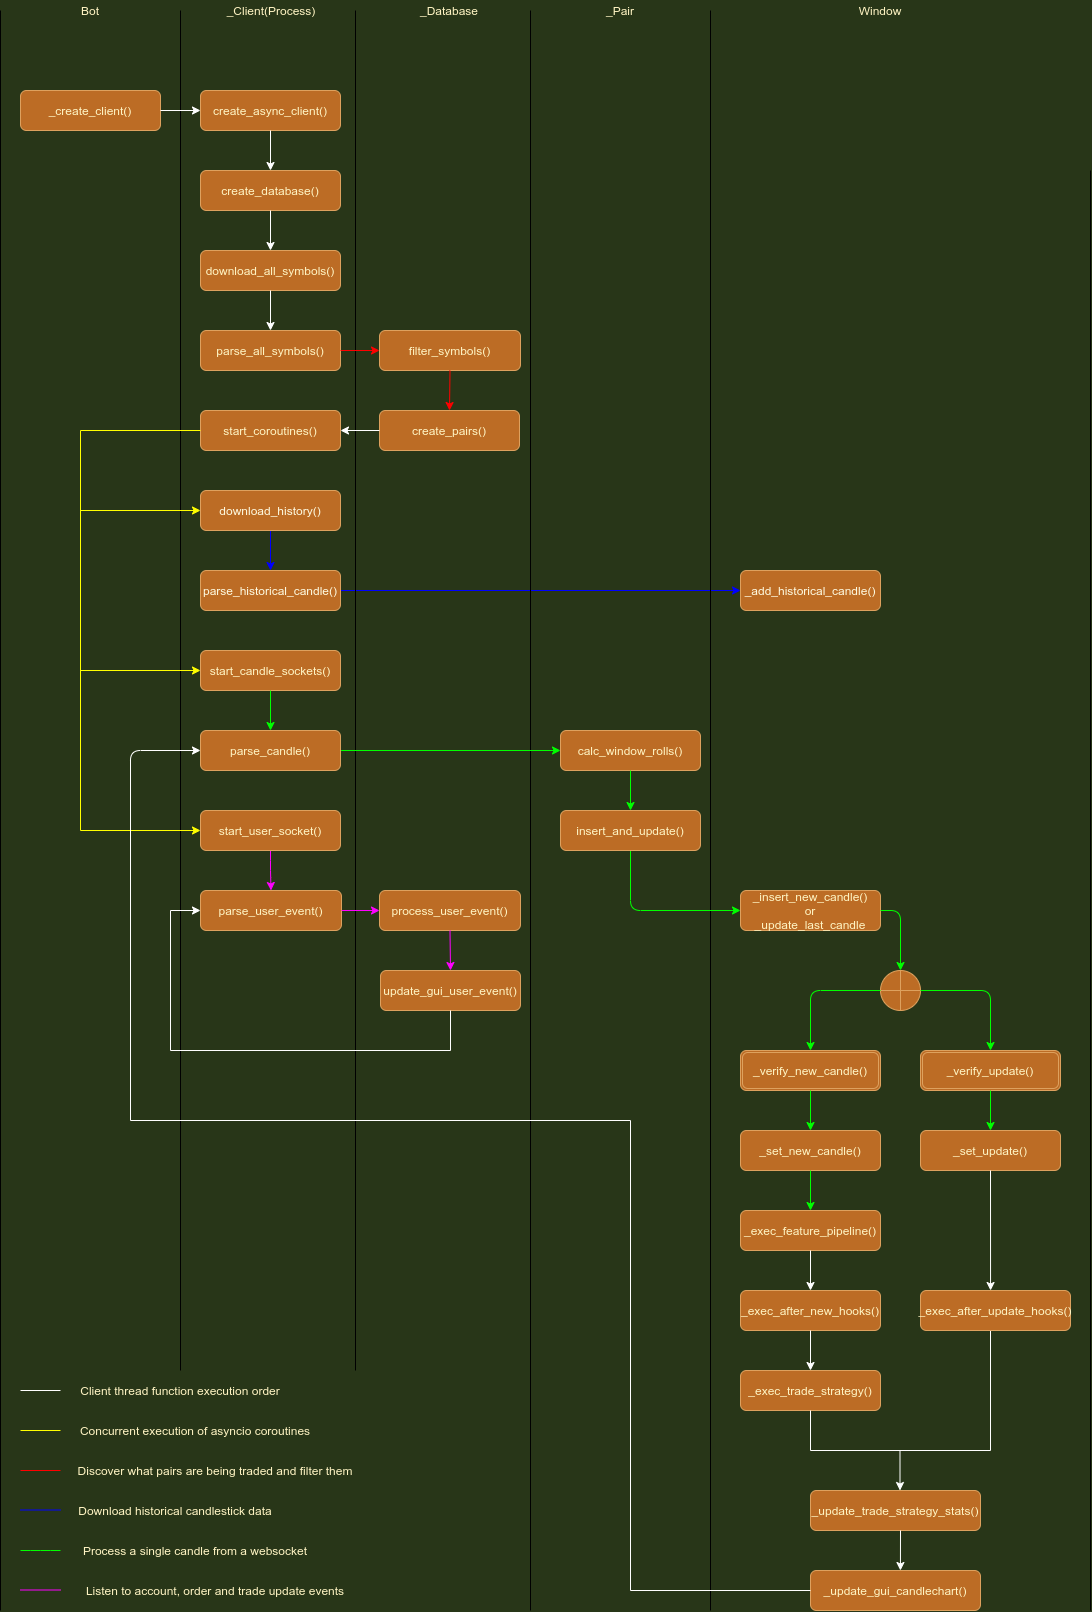 Bot
_Client(Process)
_Database
_Pair
Window
_create_client()
create_async_client()
create_database()
download_all_symbols()
parse_all_symbols()
filter_symbols()
start_coroutines()
create_pairs()
download_history()
parse_historical_candle()
_add_historical_candle()
start_candle_sockets()
parse_candle()
calc_window_rolls()
start_user_socket()
insert_and_update()
parse_user_event()
process_user_event()
_insert_new_candle()
or
_update_last_candle
update_gui_user_event()
_verify_new_candle()
_verify_update()
_set_new_candle()
_set_update()
_exec_feature_pipeline()
_exec_after_new_hooks()
_exec_after_update_hooks()
_exec_trade_strategy()
Client thread function execution order
Concurrent execution of asyncio coroutines
Discover what pairs are being traded and filter them
Download historical candlestick data
_update_trade_strategy_stats()
Process a single candle from a websocket
Listen to account, order and trade update events
_update_gui_candlechart()